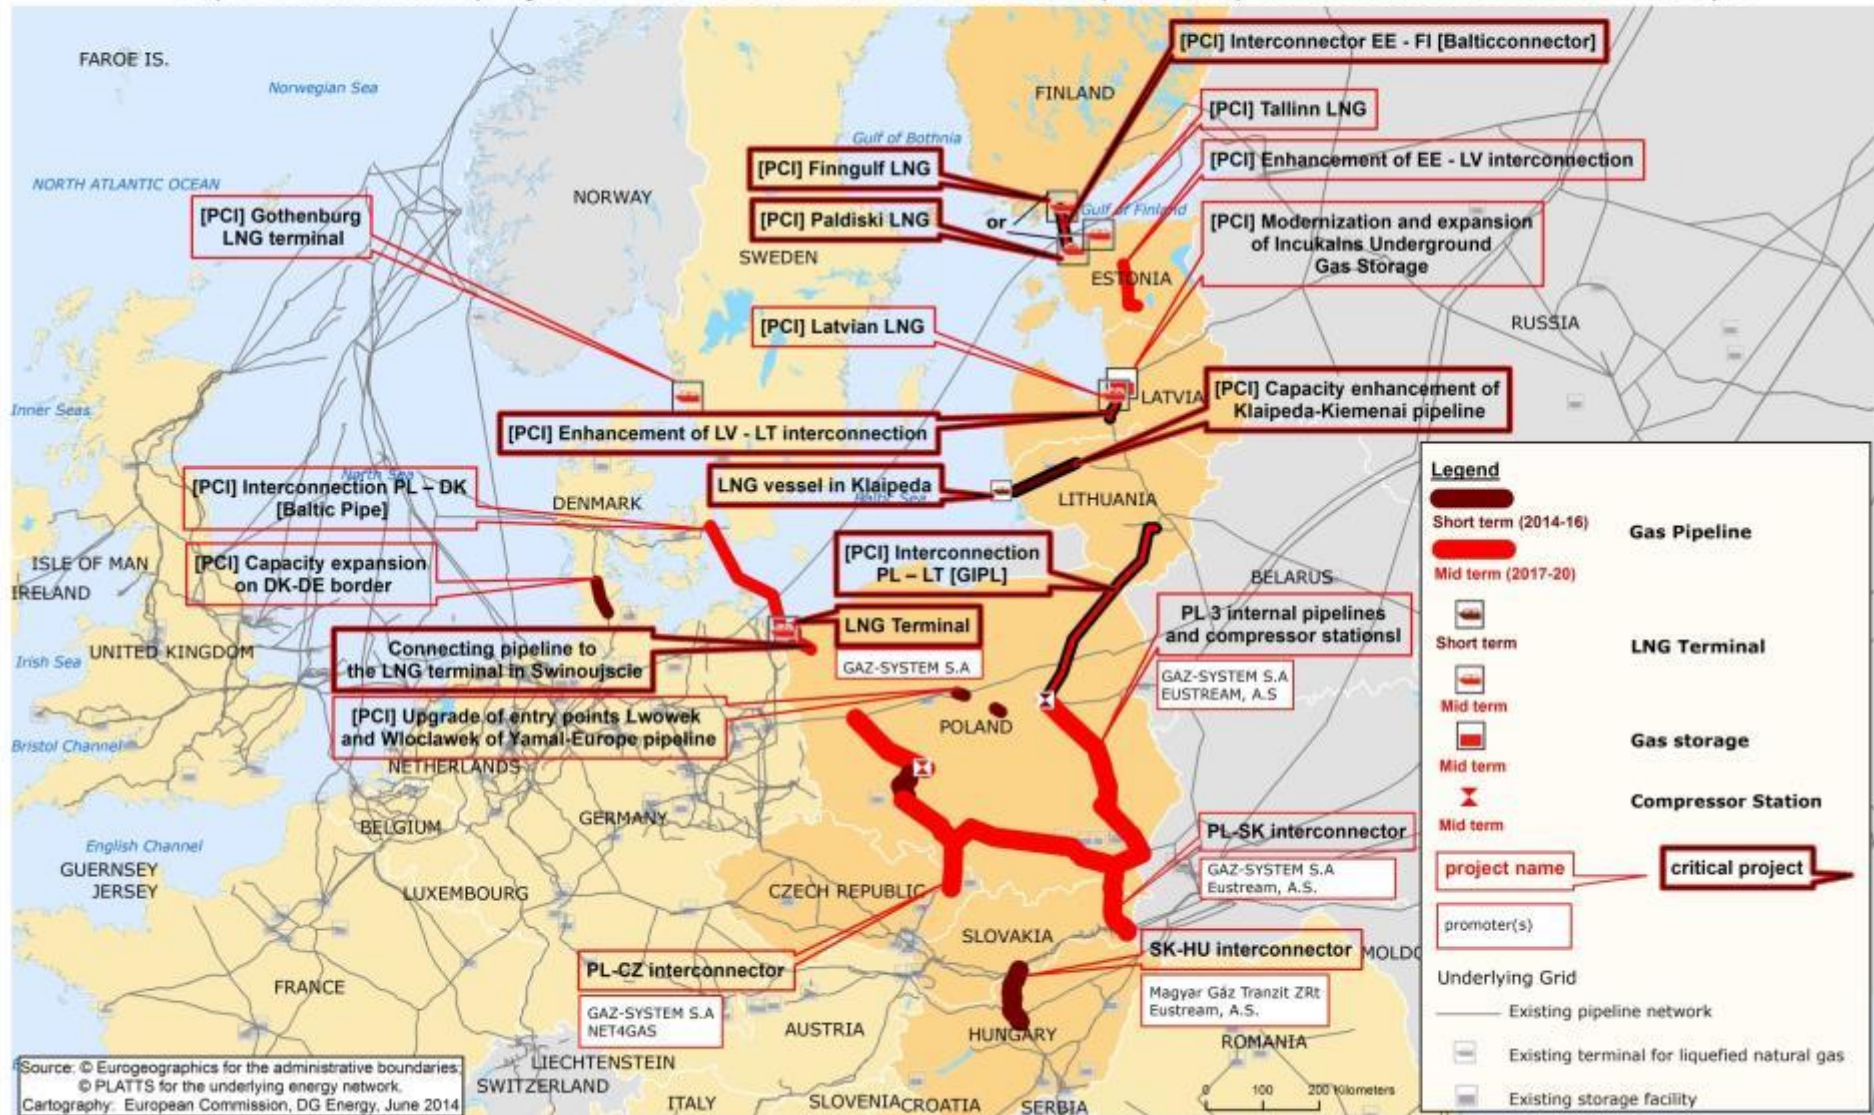 FAROE IS.
Norwegian Sea
[PCI] Interconnector EE - FI [Balticconnector]
FINLAND
[PCI] Tallinn LNG
Gulf of Bothnia
[PCI] Finngulf LNG
[PCI] Enhancement of EE - LV interconnection
NORTH ATLANTIC OCEAN
NORWAY
[PCI] Gothenburg
LNG terminal
[PCI] Paldiski LNG
or
Gulf of Finland
[PCI] Modernization and expansion
of Incukalns Underground
Gas Storage
SWEDEN
ESTONIA
[PCI] Latvian LNG
RUSSIA
Inner Seas
LATVIA
[PCI] Capacity enhancement of
Klaipeda-Kiemenai pipeline
[PCI] Enhancement of LV - LT interconnection
North Sea
[PCI] Interconnection PL – DK
[Baltic Pipe]
DENMARK
LNG vessel in Klaipeda
Baltic Sea
LITHUANIA
ISLE OF MAN
IRELAND
[PCI] Capacity expansion
on DK-DE border
[PCI] Interconnection
PL – LT [GIPL]
BELARUS
UNITED KINGDOM
Irish Sea
Connecting pipeline to
the LNG terminal in Swinoujscie
LNG Terminal
GAZ-SYSTEM S.A
PL 3 internal pipelines
and compressor stationsl
GAZ-SYSTEM S.A
EUSTREAM, A.S
[PCI] Upgrade of entry points Lwowek
and Wloclawek of Yamal-Europe pipeline
POLAND
Bristol Channel
NETHERLANDS
BELGIUM
GERMANY
English Channel
GUERNSEY
JERSEY
LUXEMBOURG
CZECH REPUBLIC
PL-SK interconnector
GAZ-SYSTEM S.A
Eustream, A.S.
SLOVAKIA
SK-HU interconnector
Magyar Gáz Tranzit ZRt
Eustream, A.S.
MOLDO
PL-CZ interconnector
GAZ-SYSTEM S.A
NET4GAS
FRANCE
AUSTRIA
HUNGARY
ROMANIA
LIECHTENSTEIN
SWITZERLAND
ITALY
SLOVENIA
CROATIA
SERBIA
0 100 200 Kilometers
Source: © Eurogeographics for the administrative boundaries;
© PLATTS for the underlying energy network.
Cartography: European Commission, DG Energy, June 2014
Legend
Short term (2014-16)
Gas Pipeline
Mid term (2017-20)
Short term
LNG Terminal
Mid term
Gas storage
Mid term
Compressor Station
Mid term
project name
critical project
promoter(s)
Underlying Grid
Existing pipeline network
Existing terminal for liquefied natural gas
Existing storage facility